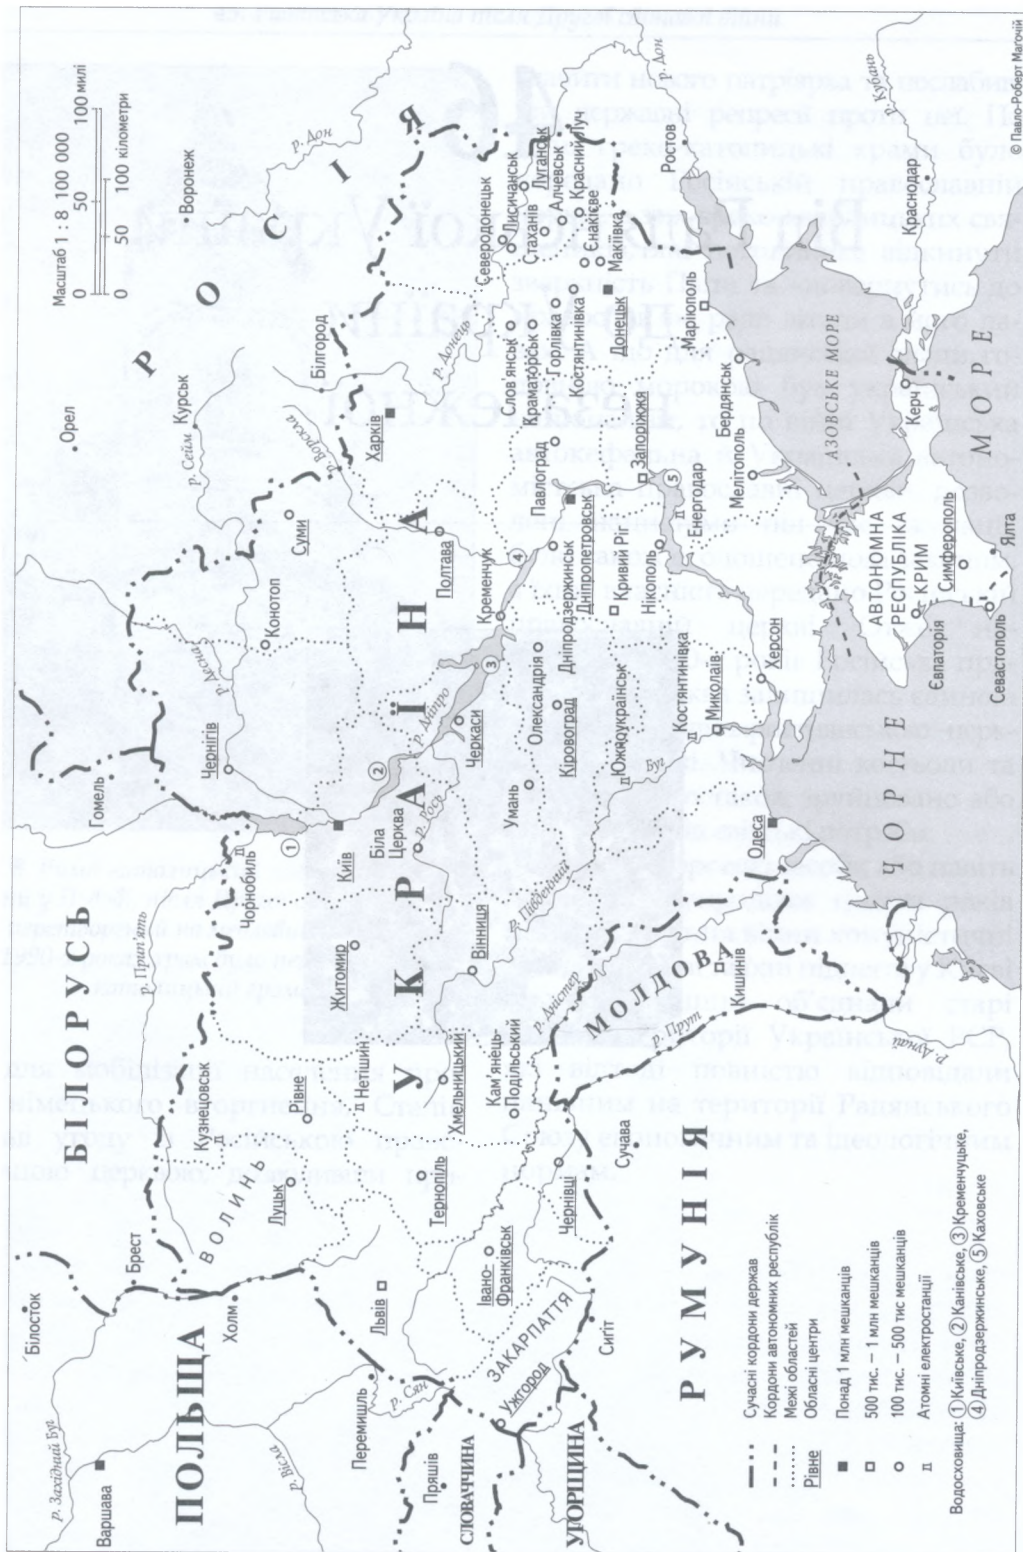 Масштаб 1 : 8 100 000
0 50 100 милі
0 100 кілометри
БІЛОРУСЬ
РОСІЯ
ПОЛЬЩА
УКРАЇНА
СЛОВАЧЧИНА
УГОРЩИНА
РУМУНІЯ
МОЛДОВА
ВОЛИНЬ
ЗАКАРПАТТЯ
АВТОНОМНА
РЕСПУБЛІКА
КРИМ
АЗОВСЬКЕ МОРЕ
ЧОРНЕ МОРЕ
Білосток
Брест
Варшава
Холм
Перемишль
Пряшів
Гомель
Орел
Курськ
Воронеж
Білгород
Ростов
Краснодар
Сиґіт
Сучава
Кишинів
Кузнецовськ
Луцьк
Рівне
Нетішин
Львів
Тернопіль
Хмельницький
Івано-
Франківськ
Ужгород
Чернівці
Кам'янець-
Подільський
Житомир
Чорнобиль
Київ
Біла
Церква
Вінниця
Умань
Чернігів
Конотоп
Суми
Харків
Полтава
Кременчук
Черкаси
Олександрія
Кіровоград
Дніпродзержинськ
Дніпропетровськ
Кривий Ріг
Нікополь
Павлоград
Запоріжжя
Енергодар
Мелітополь
Бердянськ
Маріуполь
Южноукраїнськ
Костянтинівка
Миколаїв
Херсон
Одеса
Слов'янськ
Краматорськ
Горлівка
Костянтинівка
Донецьк
Макіївка
Єнакієве
Красний Луч
Алчевськ
Луганськ
Стаханів
Лисичанськ
Северодонецьк
Керч
Симферополь
Ялта
Севастополь
Євпаторія
р. Західний Буг
р. Вісла
р. Сян
р. Прип'ять
р. Десна
р. Сейм
р. Ворскла
р. Донець
р. Дон
р. Дон
р. Кубань
р. Дніпро
р. Рось
р. Південний Буг
р. Дністер
р. Прут
р. Дунай
Сучасні кордони держав
Кордони автономних республік
Межі областей
Рівне Обласні центри
Понад 1 млн мешканців
500 тис. – 1 млн мешканців
100 тис. – 500 тис мешканців
Атомні електростанції
Водосховища: ① Київське, ② Канівське, ③ Кременчуцьке,
④ Дніпродзержинське, ⑤ Каховське
© Павло-Роберт Маґочій